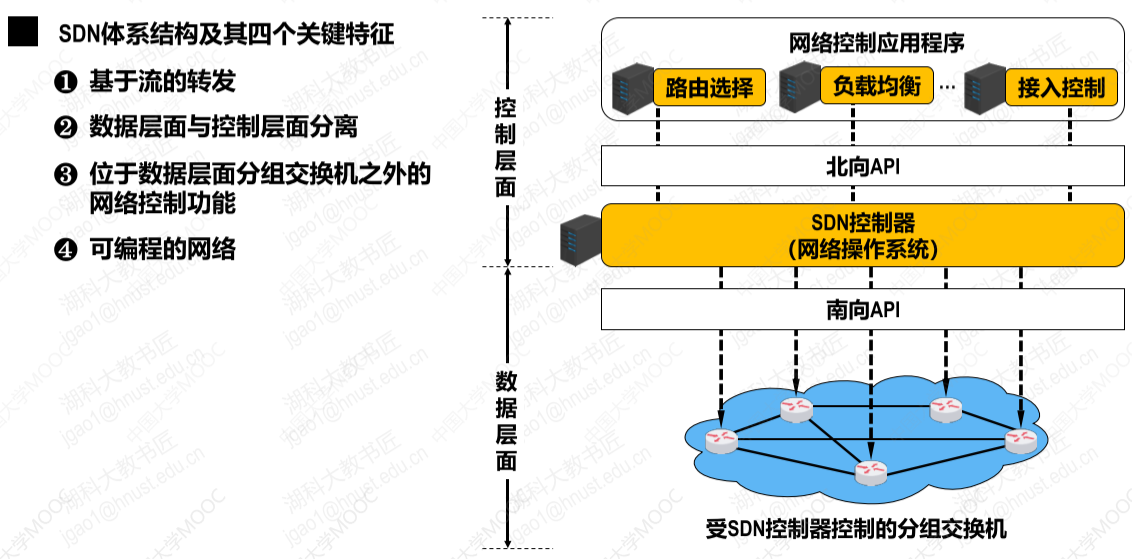 SDN体系结构及其四个关键特征
❶ 基于流的转发
❷ 数据层面与控制层面分离
❸ 位于数据层面分组交换机之外的
网络控制功能
❹ 可编程的网络
控制层面
数据层面
网络控制应用程序
路由选择
负载均衡
...
接入控制
北向API
SDN控制器
(网络操作系统)
南向API
受SDN控制器控制的分组交换机
中国大学MOOC
湖科大教书匠
jgao1@hnust.edu.cn